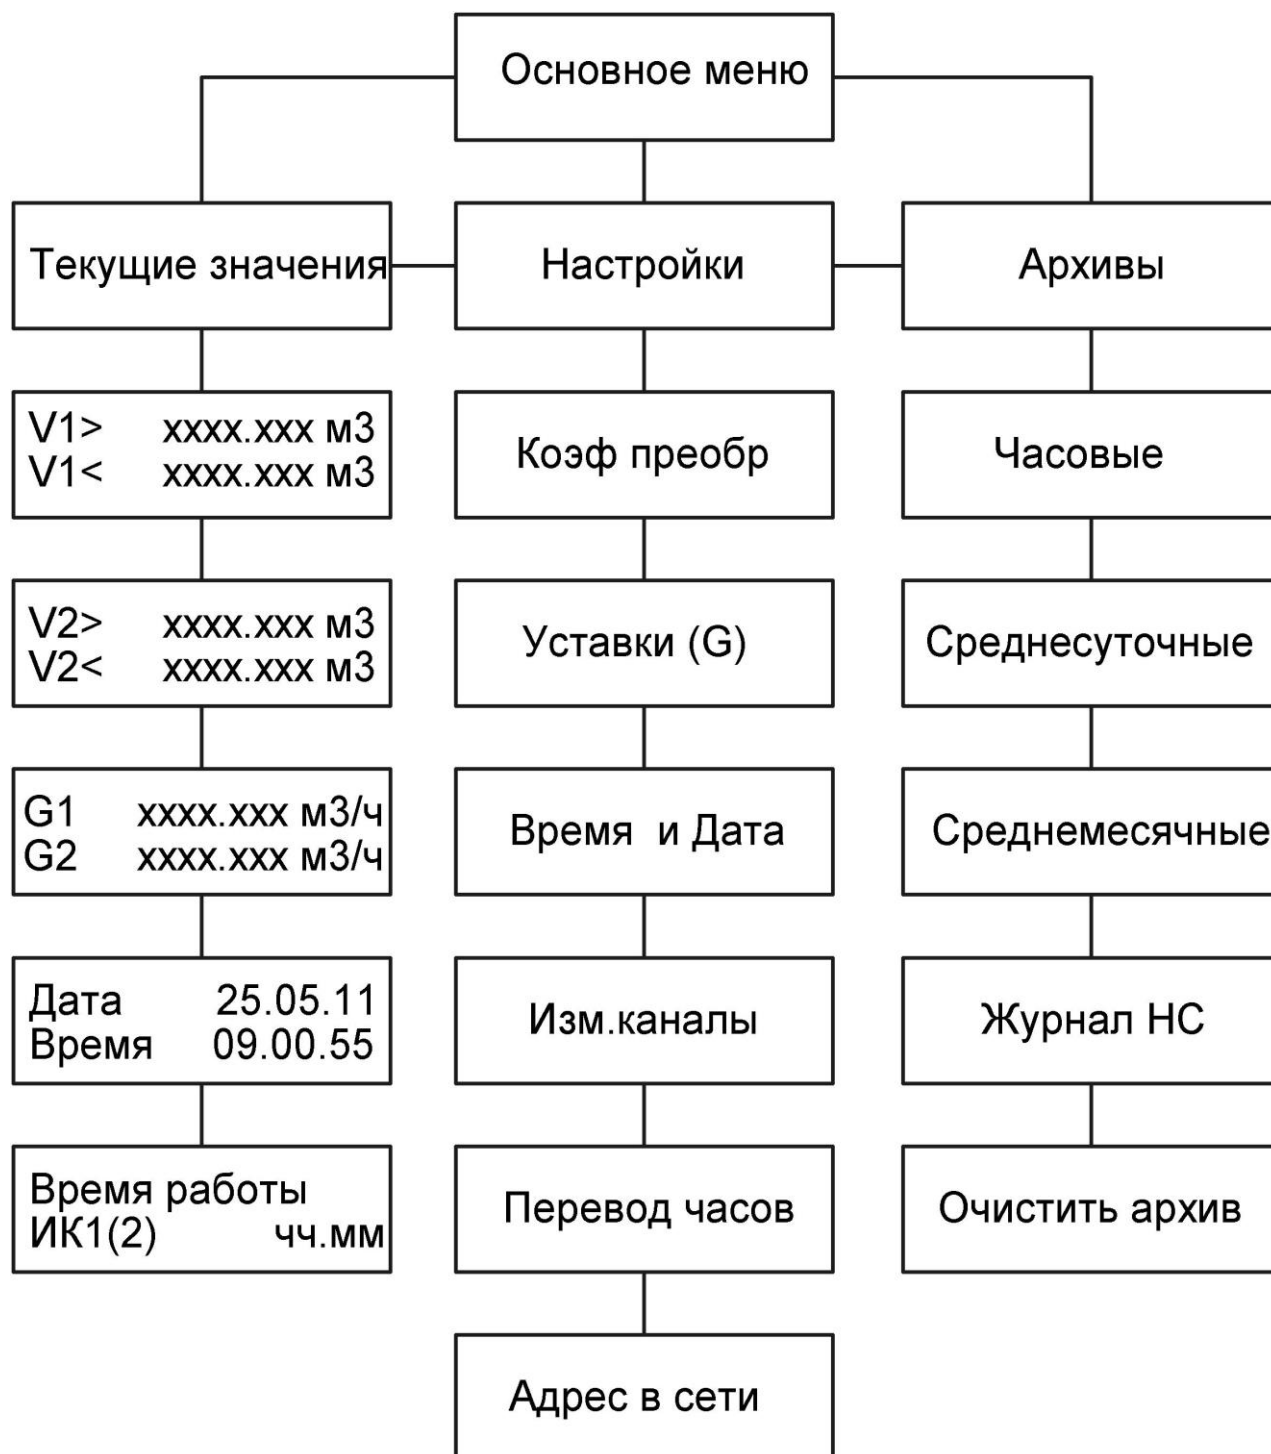 Основное меню
Текущие значения
Настройки
Архивы
V1> xxxx.xxx м3
V1< xxxx.xxx м3
Коэф преобр
Часовые
V2> xxxx.xxx м3
V2< xxxx.xxx м3
Уставки (G)
Среднесуточные
G1 xxxx.xxx м3/ч
G2 xxxx.xxx м3/ч
Время и Дата
Среднемесячные
Дата 25.05.11
Время 09.00.55
Изм.каналы
Журнал НС
Время работы
ИК1(2) чч.мм
Перевод часов
Очистить архив
Адрес в сети